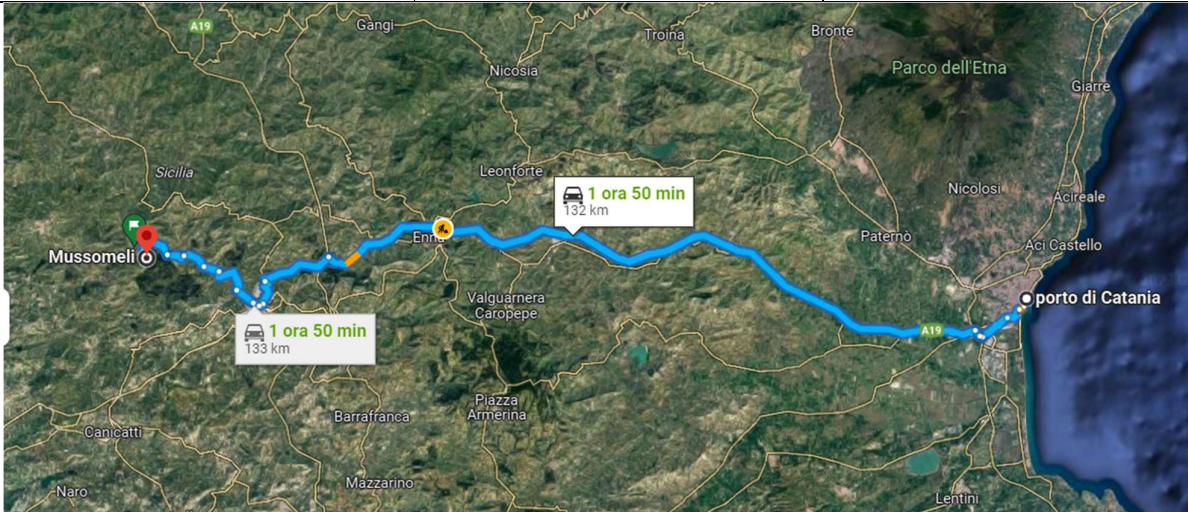 A19
Gangi
Troina
Bronte
Nicosia
Parco dell'Etna
Giarre
Sicilia
Leonforte
1 ora 50 min
132 km
Nicolosi
Acireale
Enna
Paternò
Aci Castello
Mussomeli
Valguarnera
Caropepe
porto di Catania
1 ora 50 min
133 km
A19
Piazza
Armerina
Barrafranca
Canicatti
Mazzarino
Naro
Lentini